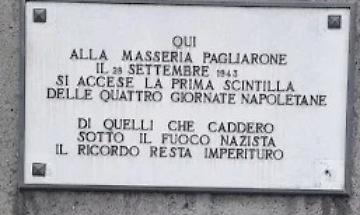 QUI
ALLA MASSERIA PAGLIARONE
IL 28 SETTEMBRE 1943
SI ACCESE LA PRIMA SCINTILLA
DELLE QUATTRO GIORNATE NAPOLETANE
DI QUELLI CHE CADDERO
SOTTO IL FUOCO NAZISTA
IL RICORDO RESTA IMPERITURO